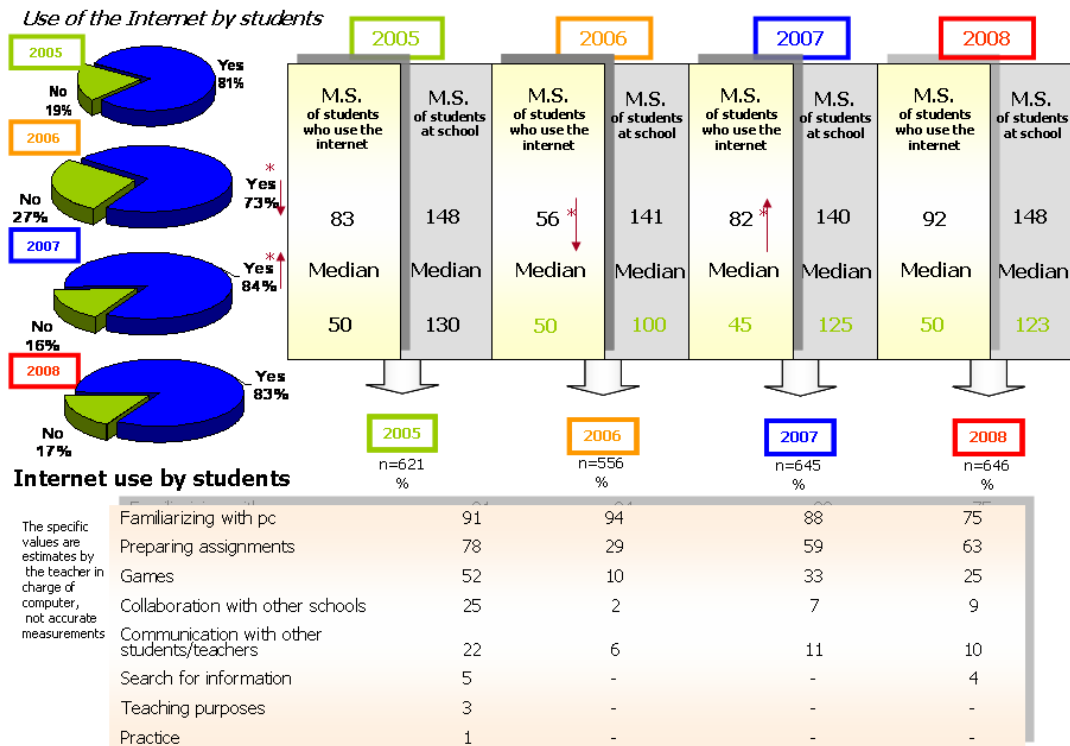 Use of the Internet by students
2005
Yes
81%
No
19%
2006
*
Yes
73%
No
27%
2007
*
Yes
84%
No
16%
2008
Yes
83%
No
17%
2005
2006
2007
2008
M.S.
of students
who use the
internet
83
Median
50
M.S.
of students
at school
148
Median
130
M.S.
of students
who use the
internet
56 *
Median
50
M.S.
of students
at school
141
Median
100
M.S.
of students
who use the
internet
82 *
Median
45
M.S.
of students
at school
140
Median
125
M.S.
of students
who use the
internet
92
Median
50
M.S.
of students
at school
148
Median
123
2005 2006 2007 2008
n=621 n=556 n=645 n=646
% % % %
Internet use by students
The specific
values are
estimates by
the teacher in
charge of
computer,
not accurate
measurements
Familiarizing with pc 91 94 88 75
Preparing assignments 78 29 59 63
Games 52 10 33 25
Collaboration with other schools 25 2 7 9
Communication with other
students/teachers 22 6 11 10
Search for information 5 - - 4
Teaching purposes 3 - - -
Practice 1 - - -